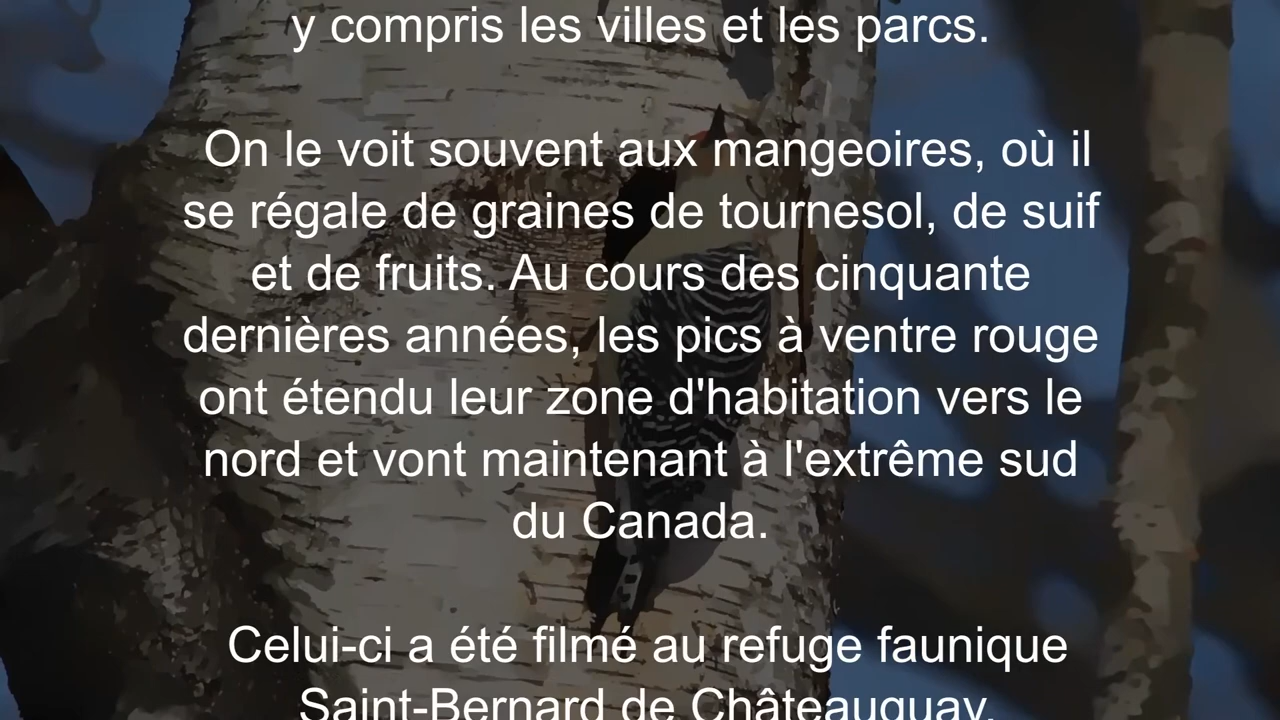 y compris les villes et les parcs.
On le voit souvent aux mangeoires, où il
se régale de graines de tournesol, de suif
et de fruits. Au cours des cinquante
dernières années, les pics à ventre rouge
ont étendu leur zone d'habitation vers le
nord et vont maintenant à l'extrême sud
du Canada.
Celui-ci a été filmé au refuge faunique
Saint-Bernard de Châteauguay.